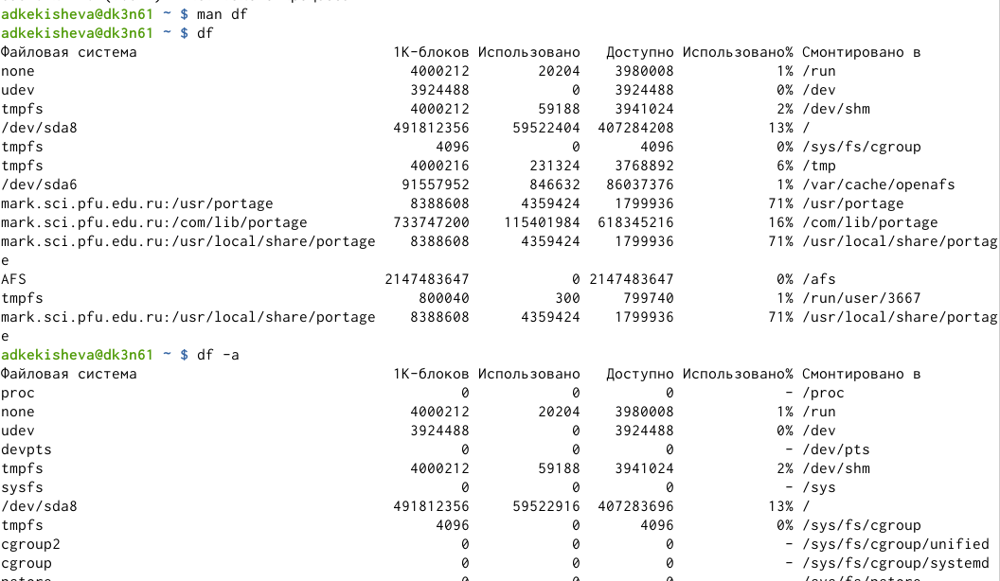 adkekisheva@dk3n61 ~ $ man df
adkekisheva@dk3n61 ~ $ df
Файловая система 1K-блоков Использовано Доступно Использовано% Смонтировано в
none 4000212 20204 3980008 1% /run
udev 3924488 0 3924488 0% /dev
tmpfs 4000212 59188 3941024 2% /dev/shm
/dev/sda8 491812356 59522404 407284208 13% /
tmpfs 4096 0 4096 0% /sys/fs/cgroup
tmpfs 4000216 231324 3768892 6% /tmp
/dev/sda6 91557952 846632 86037376 1% /var/cache/openafs
mark.sci.pfu.edu.ru:/usr/portage 8388608 4359424 1799936 71% /usr/portage
mark.sci.pfu.edu.ru:/com/lib/portage 733747200 115401984 618345216 16% /com/lib/portage
mark.sci.pfu.edu.ru:/usr/local/share/portage 8388608 4359424 1799936 71% /usr/local/share/portag
e
AFS 2147483647 0 2147483647 0% /afs
tmpfs 800040 300 799740 1% /run/user/3667
mark.sci.pfu.edu.ru:/usr/local/share/portage 8388608 4359424 1799936 71% /usr/local/share/portag
e
adkekisheva@dk3n61 ~ $ df -a
Файловая система 1K-блоков Использовано Доступно Использовано% Смонтировано в
proc 0 0 0 - /proc
none 4000212 20204 3980008 1% /run
udev 3924488 0 3924488 0% /dev
devpts 0 0 0 - /dev/pts
tmpfs 4000212 59188 3941024 2% /dev/shm
sysfs 0 0 0 - /sys
/dev/sda8 491812356 59522916 407283696 13% /
tmpfs 4096 0 4096 0% /sys/fs/cgroup
cgroup2 0 0 0 - /sys/fs/cgroup/unified
cgroup 0 0 0 - /sys/fs/cgroup/systemd